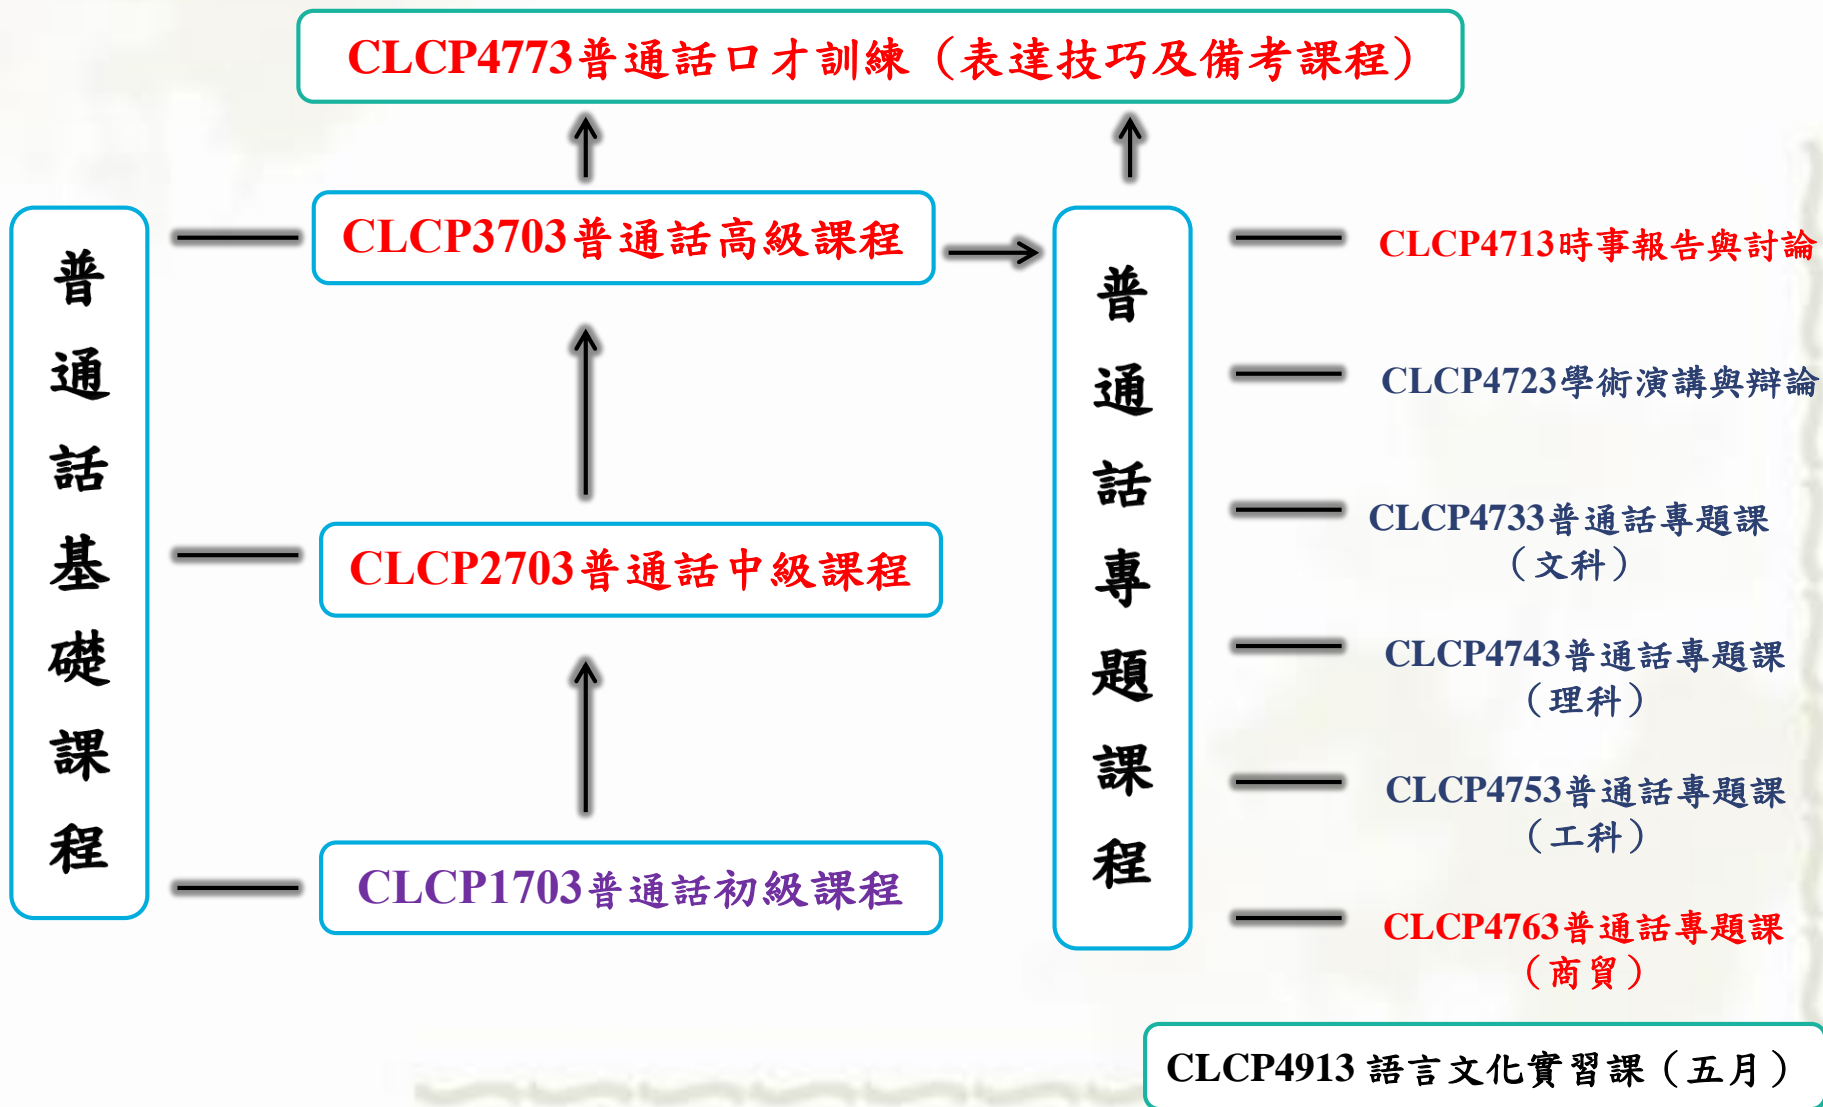 CLCP4773普通話口才訓練（表達技巧及備考課程）
普通話基礎課程
CLCP3703普通話高級課程
CLCP2703普通話中級課程
CLCP1703普通話初級課程
普通話專題課程
CLCP4713時事報告與討論
CLCP4723學術演講與辯論
CLCP4733普通話專題課
（文科）
CLCP4743普通話專題課
（理科）
CLCP4753普通話專題課
（工科）
CLCP4763普通話專題課
（商貿）
CLCP4913 語言文化實習課（五月）